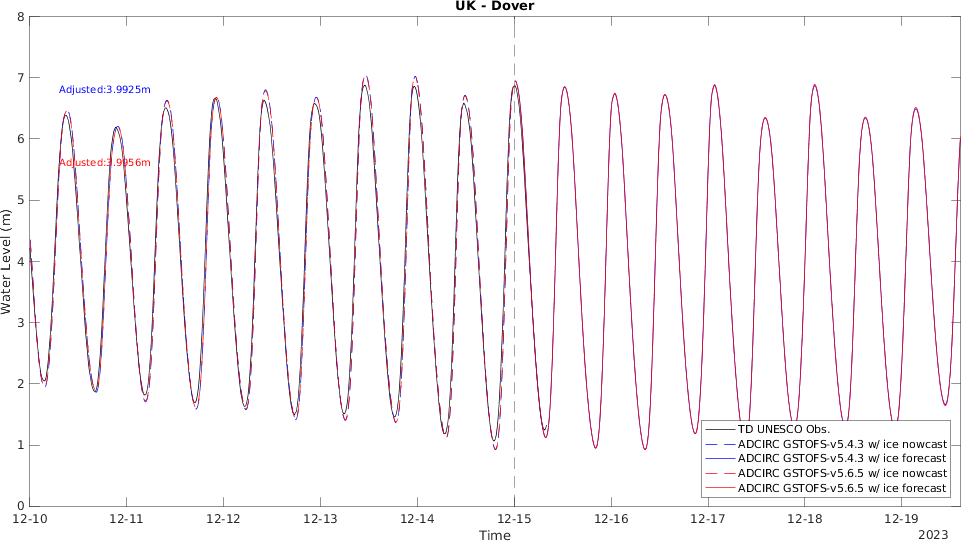 UK - Dover
8
7
6
5
4
3
2
1
0
Water Level (m)
Adjusted:3.9925m
Adjusted:3.9956m
TD UNESCO Obs.
ADCIRC GSTOFS-v5.4.3 w/ ice nowcast
ADCIRC GSTOFS-v5.4.3 w/ ice forecast
ADCIRC GSTOFS-v5.6.5 w/ ice nowcast
ADCIRC GSTOFS-v5.6.5 w/ ice forecast
12-10 12-11 12-12 12-13 12-14 12-15 12-16 12-17 12-18 12-19
Time
2023